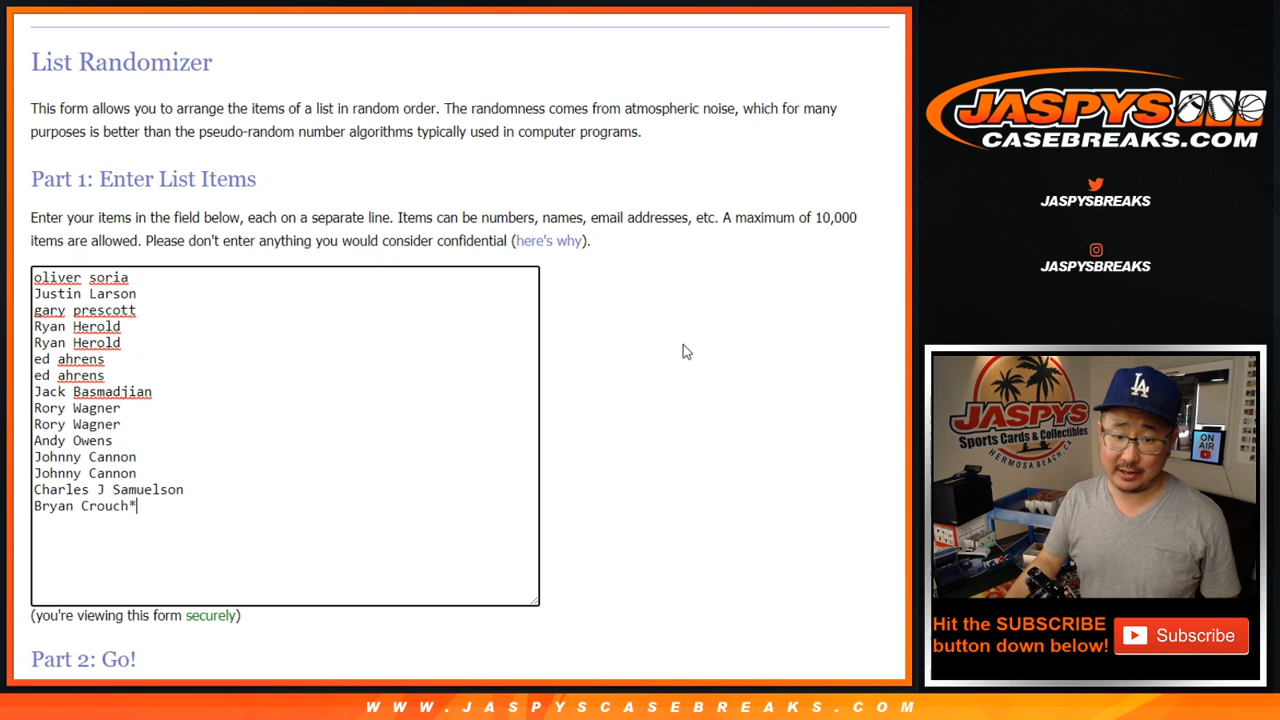 List Randomizer
This form allows you to arrange the items of a list in random order. The randomness comes from atmospheric noise, which for many
purposes is better than the pseudo-random number algorithms typically used in computer programs.
Part 1: Enter List Items
Enter your items in the field below, each on a separate line. Items can be numbers, names, email addresses, etc. A maximum of 10,000
items are allowed. Please don't enter anything you would consider confidential (here's why).
oliver soria
Justin Larson
gary prescott
Ryan Herold
Ryan Herold
ed ahrens
ed ahrens
Jack Basmadjian
Rory Wagner
Rory Wagner
Andy Owens
Johnny Cannon
Johnny Cannon
Charles J Samuelson
Bryan Crouch*
(you're viewing this form securely)
Part 2: Go!
JASPYS
CASEBREAKS.COM
JASPYSBREAKS
JASPYSBREAKS
JASPYS
Sports Cards & Collectibles
HERMOSA BEACH, CA
LA
ON
AIR
Hit the SUBSCRIBE
button down below!
Subscribe
WWW.JASPYSCASEBREAKS.COM